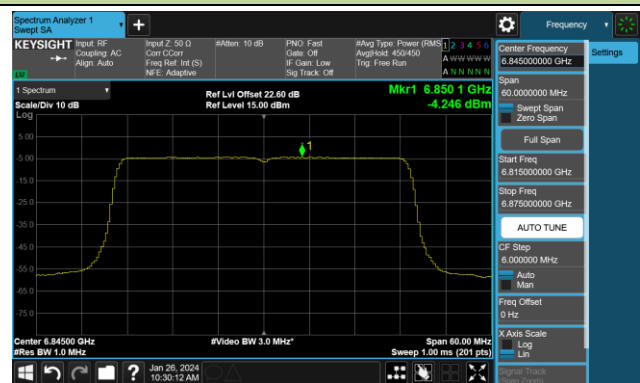 Spectrum Analyzer 1
Swept SA
Frequency
KEYSIGHT
Input: RF
Coupling: AC
Align: Auto
Input Z: 50 Ω
Corr CCorr
Freq Ref: Int (S)
NFE: Adaptive
#Atten: 10 dB
PNO: Fast
Gate: Off
IF Gain: Low
Sig Track: Off
#Avg Type: Power (RMS)
Avg|Hold: 450/450
Trig: Free Run
1 2 3 4 5 6
A W W W W W
A N N N N N
LXI
1 Spectrum
Scale/Div 10 dB
Log
Ref Lvl Offset 22.60 dB
Ref Level 15.00 dBm
Mkr1 6.850 1 GHz
-4.246 dBm
1
5.00
-5.00
-15.0
-25.0
-35.0
-45.0
-55.0
-65.0
-75.0
Center 6.84500 GHz
#Res BW 1.0 MHz
#Video BW 3.0 MHz*
Span 60.00 MHz
Sweep 1.00 ms (201 pts)
Center Frequency
6.845000000 GHz
Settings
Span
60.0000000 MHz
Swept Span
Zero Span
Full Span
Start Freq
6.815000000 GHz
Stop Freq
6.875000000 GHz
AUTO TUNE
CF Step
6.000000 MHz
Auto
Man
Freq Offset
0 Hz
X Axis Scale
Log
Lin
Signal Track
(Span Zoom)
Jan 26, 2024
10:30:12 AM